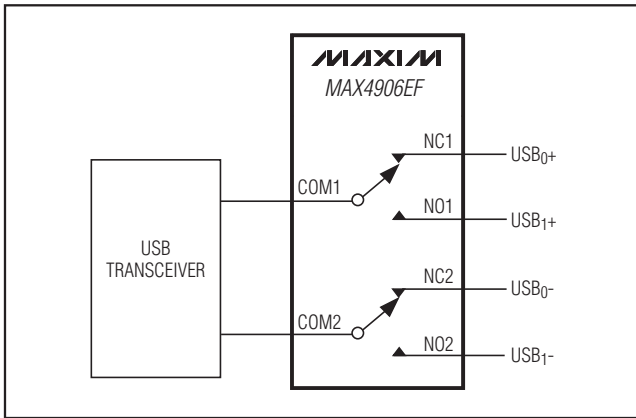 MAXIM
MAX4906EF
NC1
USB0+
COM1
NO1
USB1+
USB
TRANSCEIVER
NC2
USB0-
COM2
NO2
USB1-